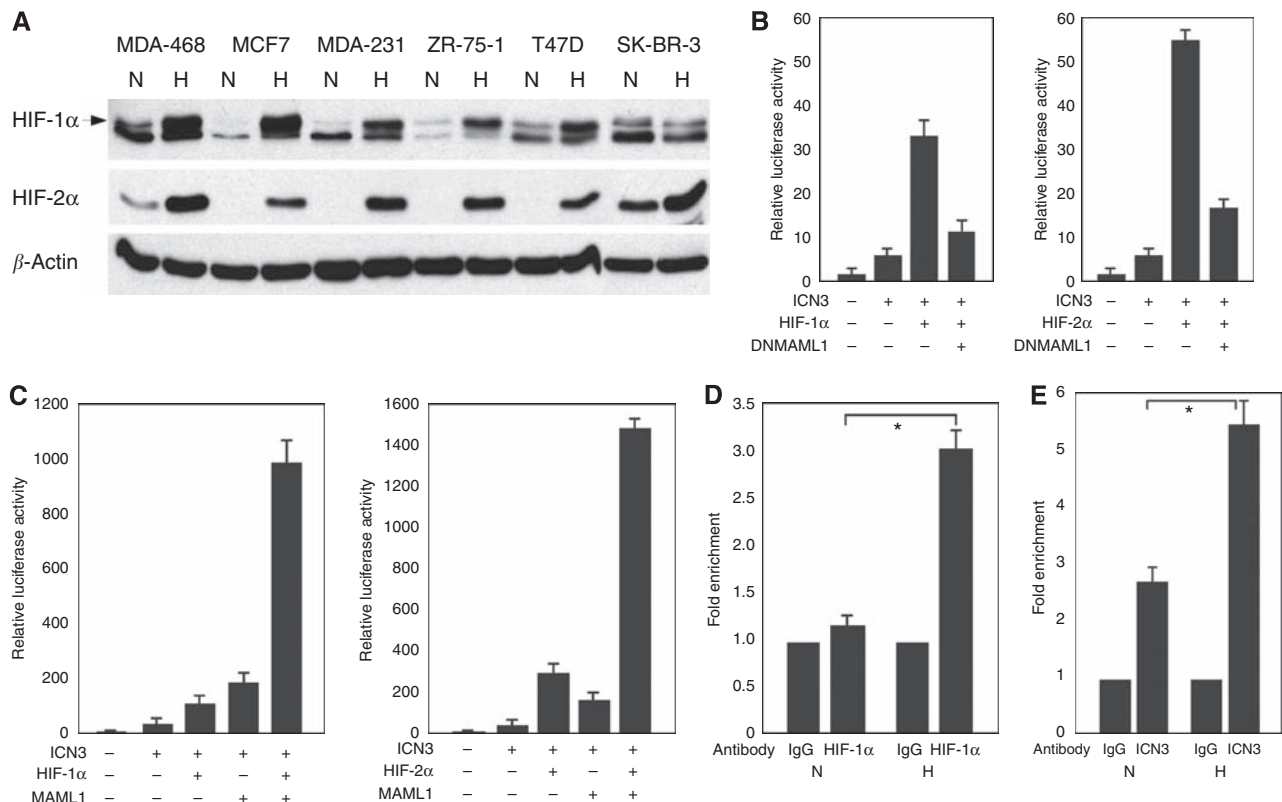 A
MDA-468 MCF7 MDA-231 ZR-75-1 T47D SK-BR-3
N H N H N H N H N H N H
HIF-1α
HIF-2α
β-Actin
B
Relative luciferase activity
60
50
40
30
20
10
0
ICN3 – + + +
HIF-1α – – + +
DNMAML1 – – – +
Relative luciferase activity
60
50
40
30
20
10
0
ICN3 – + + +
HIF-2α – – + +
DNMAML1 – – – +
C
Relative luciferase activity
1200
1000
800
600
400
200
0
ICN3 – + + + +
HIF-1α – – + – +
MAML1 – – – + +
Relative luciferase activity
1600
1400
1200
1000
800
600
400
200
0
ICN3 – + + + +
HIF-2α – – + – +
MAML1 – – – + +
D
Fold enrichment
3.5
3.0
2.5
2.0
1.5
1.0
0.5
0
*
Antibody IgG HIF-1α IgG HIF-1α
N H
E
Fold enrichment
6
5
4
3
2
1
0
*
Antibody IgG ICN3 IgG ICN3
N H